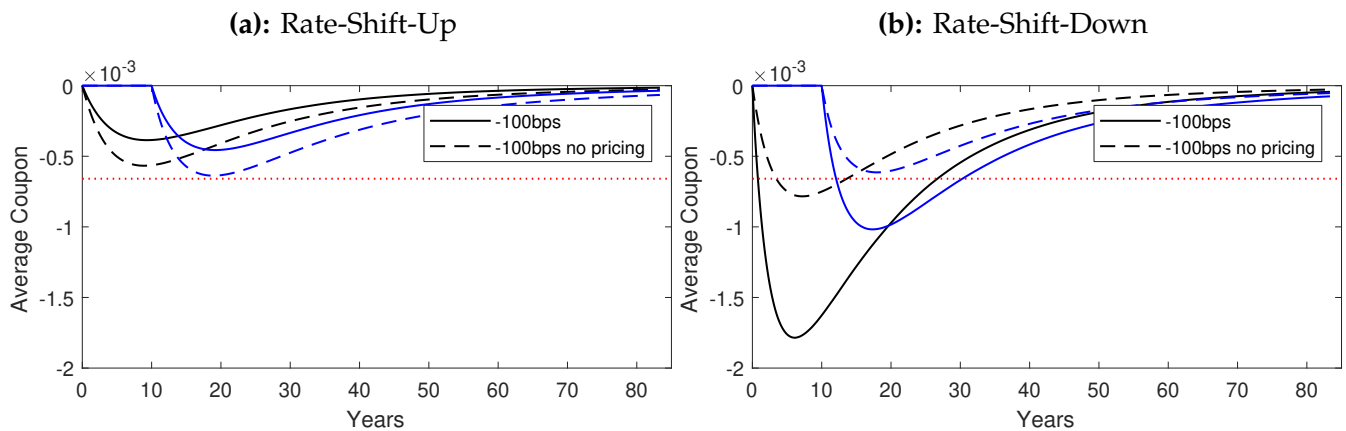 (a): Rate-Shift-Up
×10⁻³
0
-0.5
-1
-1.5
-2
Average Coupon
0 10 20 30 40 50 60 70 80
Years
-100bps
-100bps no pricing
(b): Rate-Shift-Down
×10⁻³
0
-0.5
-1
-1.5
-2
Average Coupon
0 10 20 30 40 50 60 70 80
Years
-100bps
-100bps no pricing